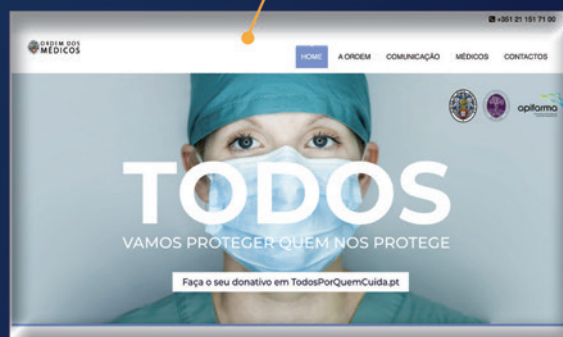 +351 21 151 71 00
ORDEM DOS
MÉDICOS
HOME A ORDEM COMUNICAÇÃO MÉDICOS CONTACTOS
apifarma
TODOS
VAMOS PROTEGER QUEM NOS PROTEGE
Faça o seu donativo em TodosPorQuemCuida.pt